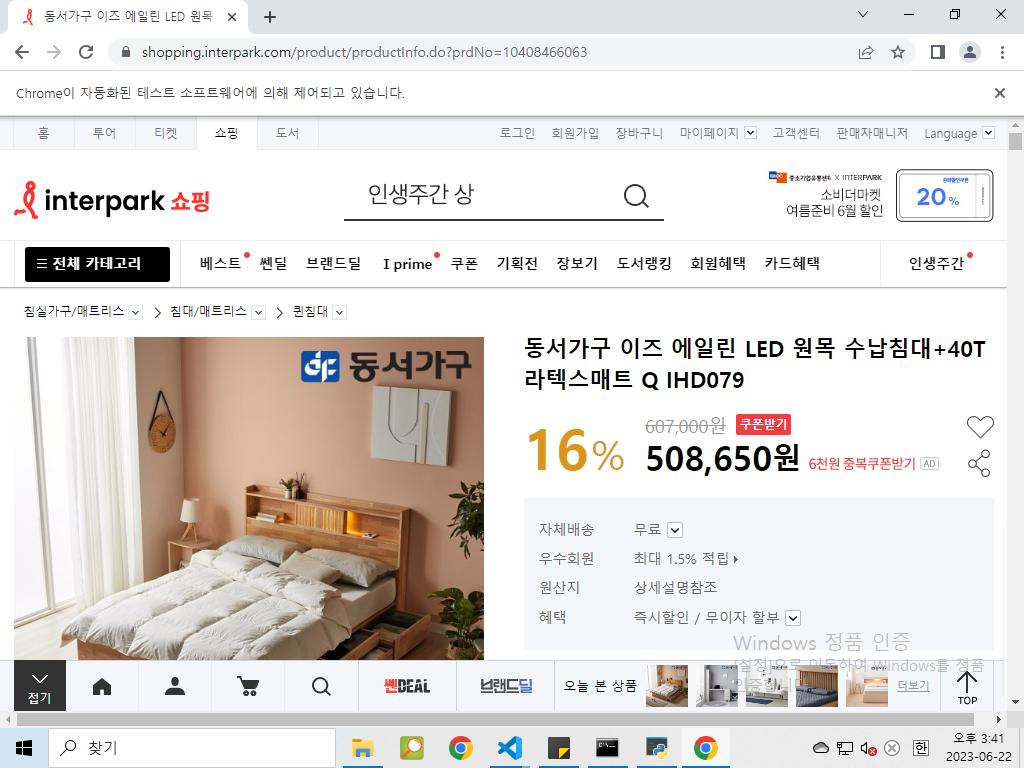 동서가구 이즈 에일린 LED 원목
shopping.interpark.com/product/productInfo.do?prdNo=10408466063
Chrome이 자동화된 테스트 소프트웨어에 의해 제어되고 있습니다.
홈 투어 티켓 쇼핑 도서 로그인 회원가입 장바구니 마이페이지 고객센터 판매자매니저 Language
interpark 쇼핑
인생주간 상
중소기업유통센터 X INTERPARK
소비더마켓
여름준비 6월 할인
20%
전체 카테고리 베스트 쎈딜 브랜드딜 I prime 쿠폰 기획전 장보기 도서랭킹 회원혜택 카드혜택 인생주간
침실가구/매트리스 침대/매트리스 퀸침대
동서가구
동서가구 이즈 에일린 LED 원목 수납침대+40T
라텍스매트 Q IHD079
16%
607,000원 쿠폰받기
508,650원 6천원 중복쿠폰받기 AD
자체배송 무료
우수회원 최대 1.5% 적립
원산지 상세설명참조
혜택 즉시할인 / 무이자 할부
Windows 정품 인증
[설정]으로 이동하여 Windows를 정품
접기
쎈DEAL
브랜드딜
오늘 본 상품
더보기
TOP
찾기
한
오후 3:41
2023-06-22